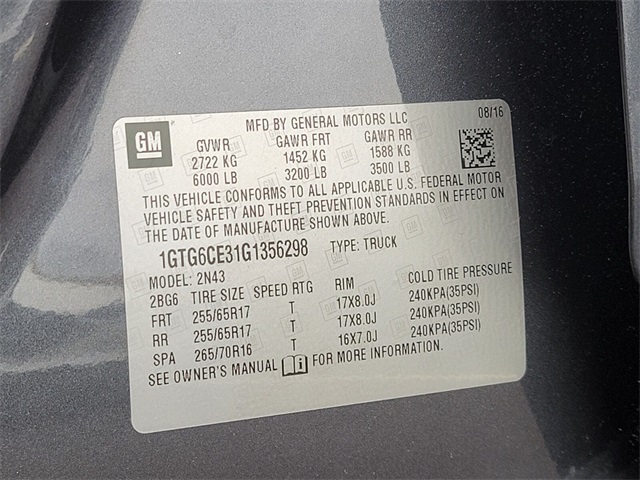 MFD BY GENERAL MOTORS LLC 08/16
GM GVWR GAWR FRT GAWR RR
2722 KG 1452 KG 1588 KG
6000 LB 3200 LB 3500 LB
THIS VEHICLE CONFORMS TO ALL APPLICABLE U.S. FEDERAL MOTOR
VEHICLE SAFETY AND THEFT PREVENTION STANDARDS IN EFFECT ON
THE DATE OF MANUFACTURE SHOWN ABOVE.
1GTG6CE31G1356298 TYPE: TRUCK
MODEL: 2N43
2BG6 TIRE SIZE SPEED RTG RIM COLD TIRE PRESSURE
FRT 255/65R17 T 17X8.0J 240KPA(35PSI)
RR 255/65R17 T 17X8.0J 240KPA(35PSI)
SPA 265/70R16 T 16X7.0J 240KPA(35PSI)
SEE OWNER'S MANUAL FOR MORE INFORMATION.